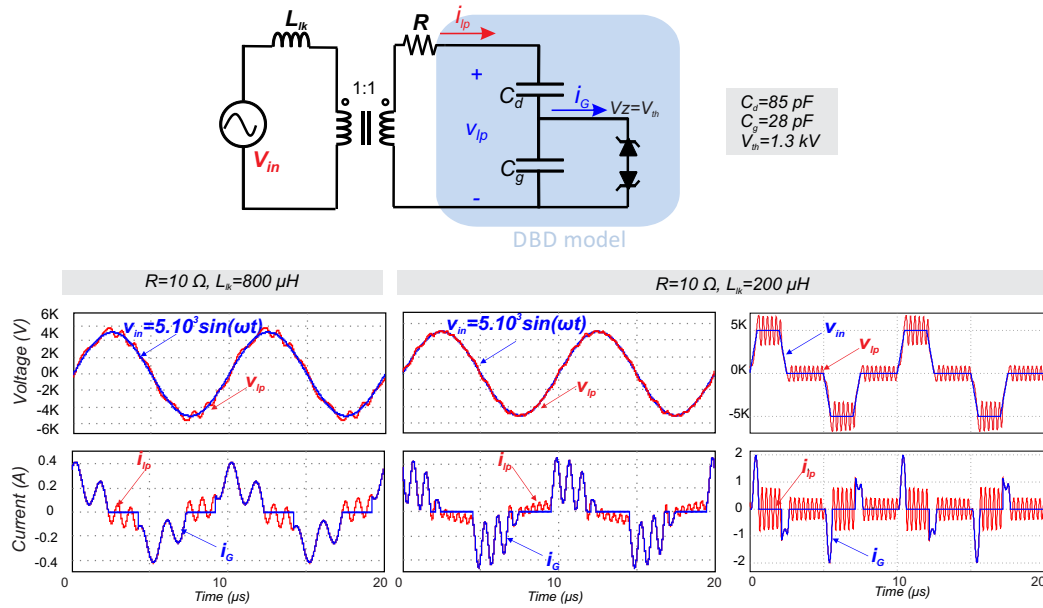 L_lk
R
i_lp
1:1
+
C_d
i_G
Vz=V_th
v_lp
V_in
C_g
-
DBD model
C_d=85 pF
C_g=28 pF
V_th=1.3 kV
R=10 Ω, L_lk=800 µH
R=10 Ω, L_lk=200 µH
Voltage (V)
6K
4K
2K
0K
-2K
-4K
-6K
v_in=5.10³sin(ωt)
v_lp
v_in=5.10³sin(ωt)
v_lp
5K
0K
-5K
v_in
v_lp
Current (A)
0.4
0.2
0
-0.2
-0.4
i_lp
i_G
i_lp
i_G
2
1
0
-1
-2
i_lp
i_G
0
10
20
Time (µs)
0
10
20
Time (µs)
0
10
20
Time (µs)